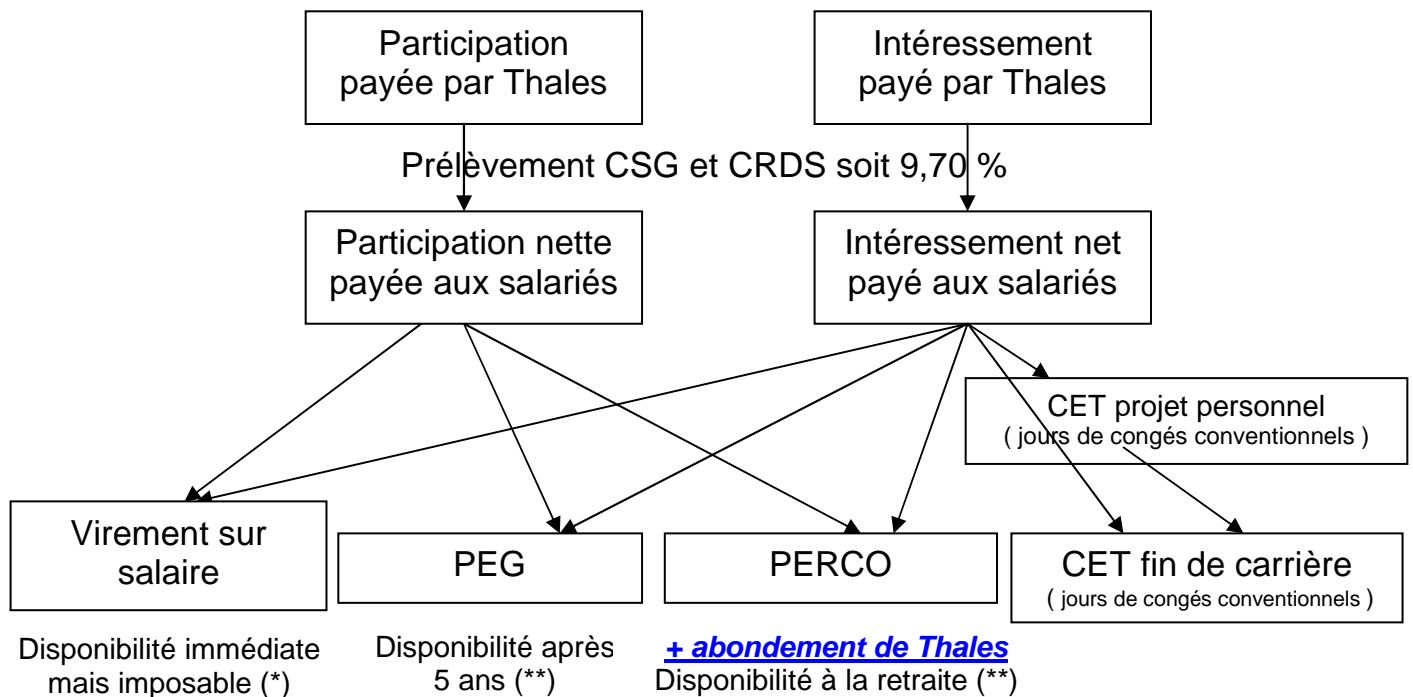 Participation
payée par Thales
Intéressement
payé par Thales
Prélèvement CSG et CRDS soit 9,70 %
Participation nette
payée aux salariés
Intéressement net
payé aux salariés
CET projet personnel
( jours de congés conventionnels )
Virement sur
salaire
PEG
PERCO
CET fin de carrière
( jours de congés conventionnels )
Disponibilité immédiate
mais imposable (*)
Disponibilité après
5 ans (**)
+ abondement de Thales
Disponibilité à la retraite (**)